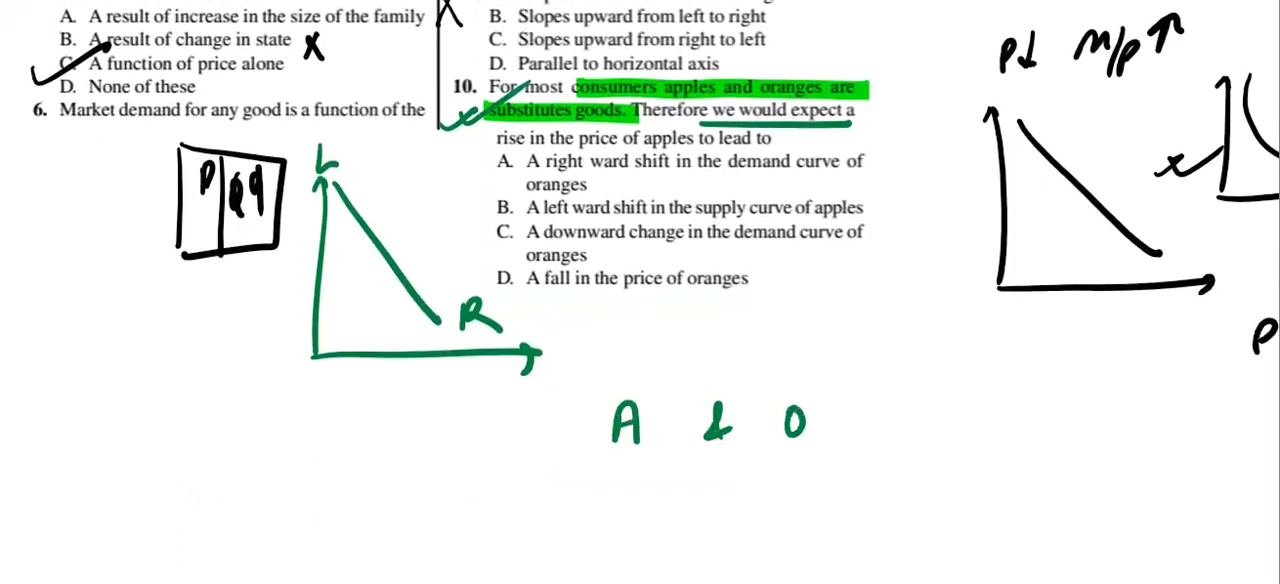 A. A result of increase in the size of the family
B. A result of change in state X
C. A function of price alone
D. None of these
6. Market demand for any good is a function of the
B. Slopes upward from left to right
C. Slopes upward from right to left
D. Parallel to horizontal axis
10. For most consumers apples and oranges are
substitutes goods. Therefore we would expect a
rise in the price of apples to lead to
A. A right ward shift in the demand curve of
oranges
B. A left ward shift in the supply curve of apples
C. A downward change in the demand curve of
oranges
D. A fall in the price of oranges
P↓ M/P↑
L
R
A & O
P